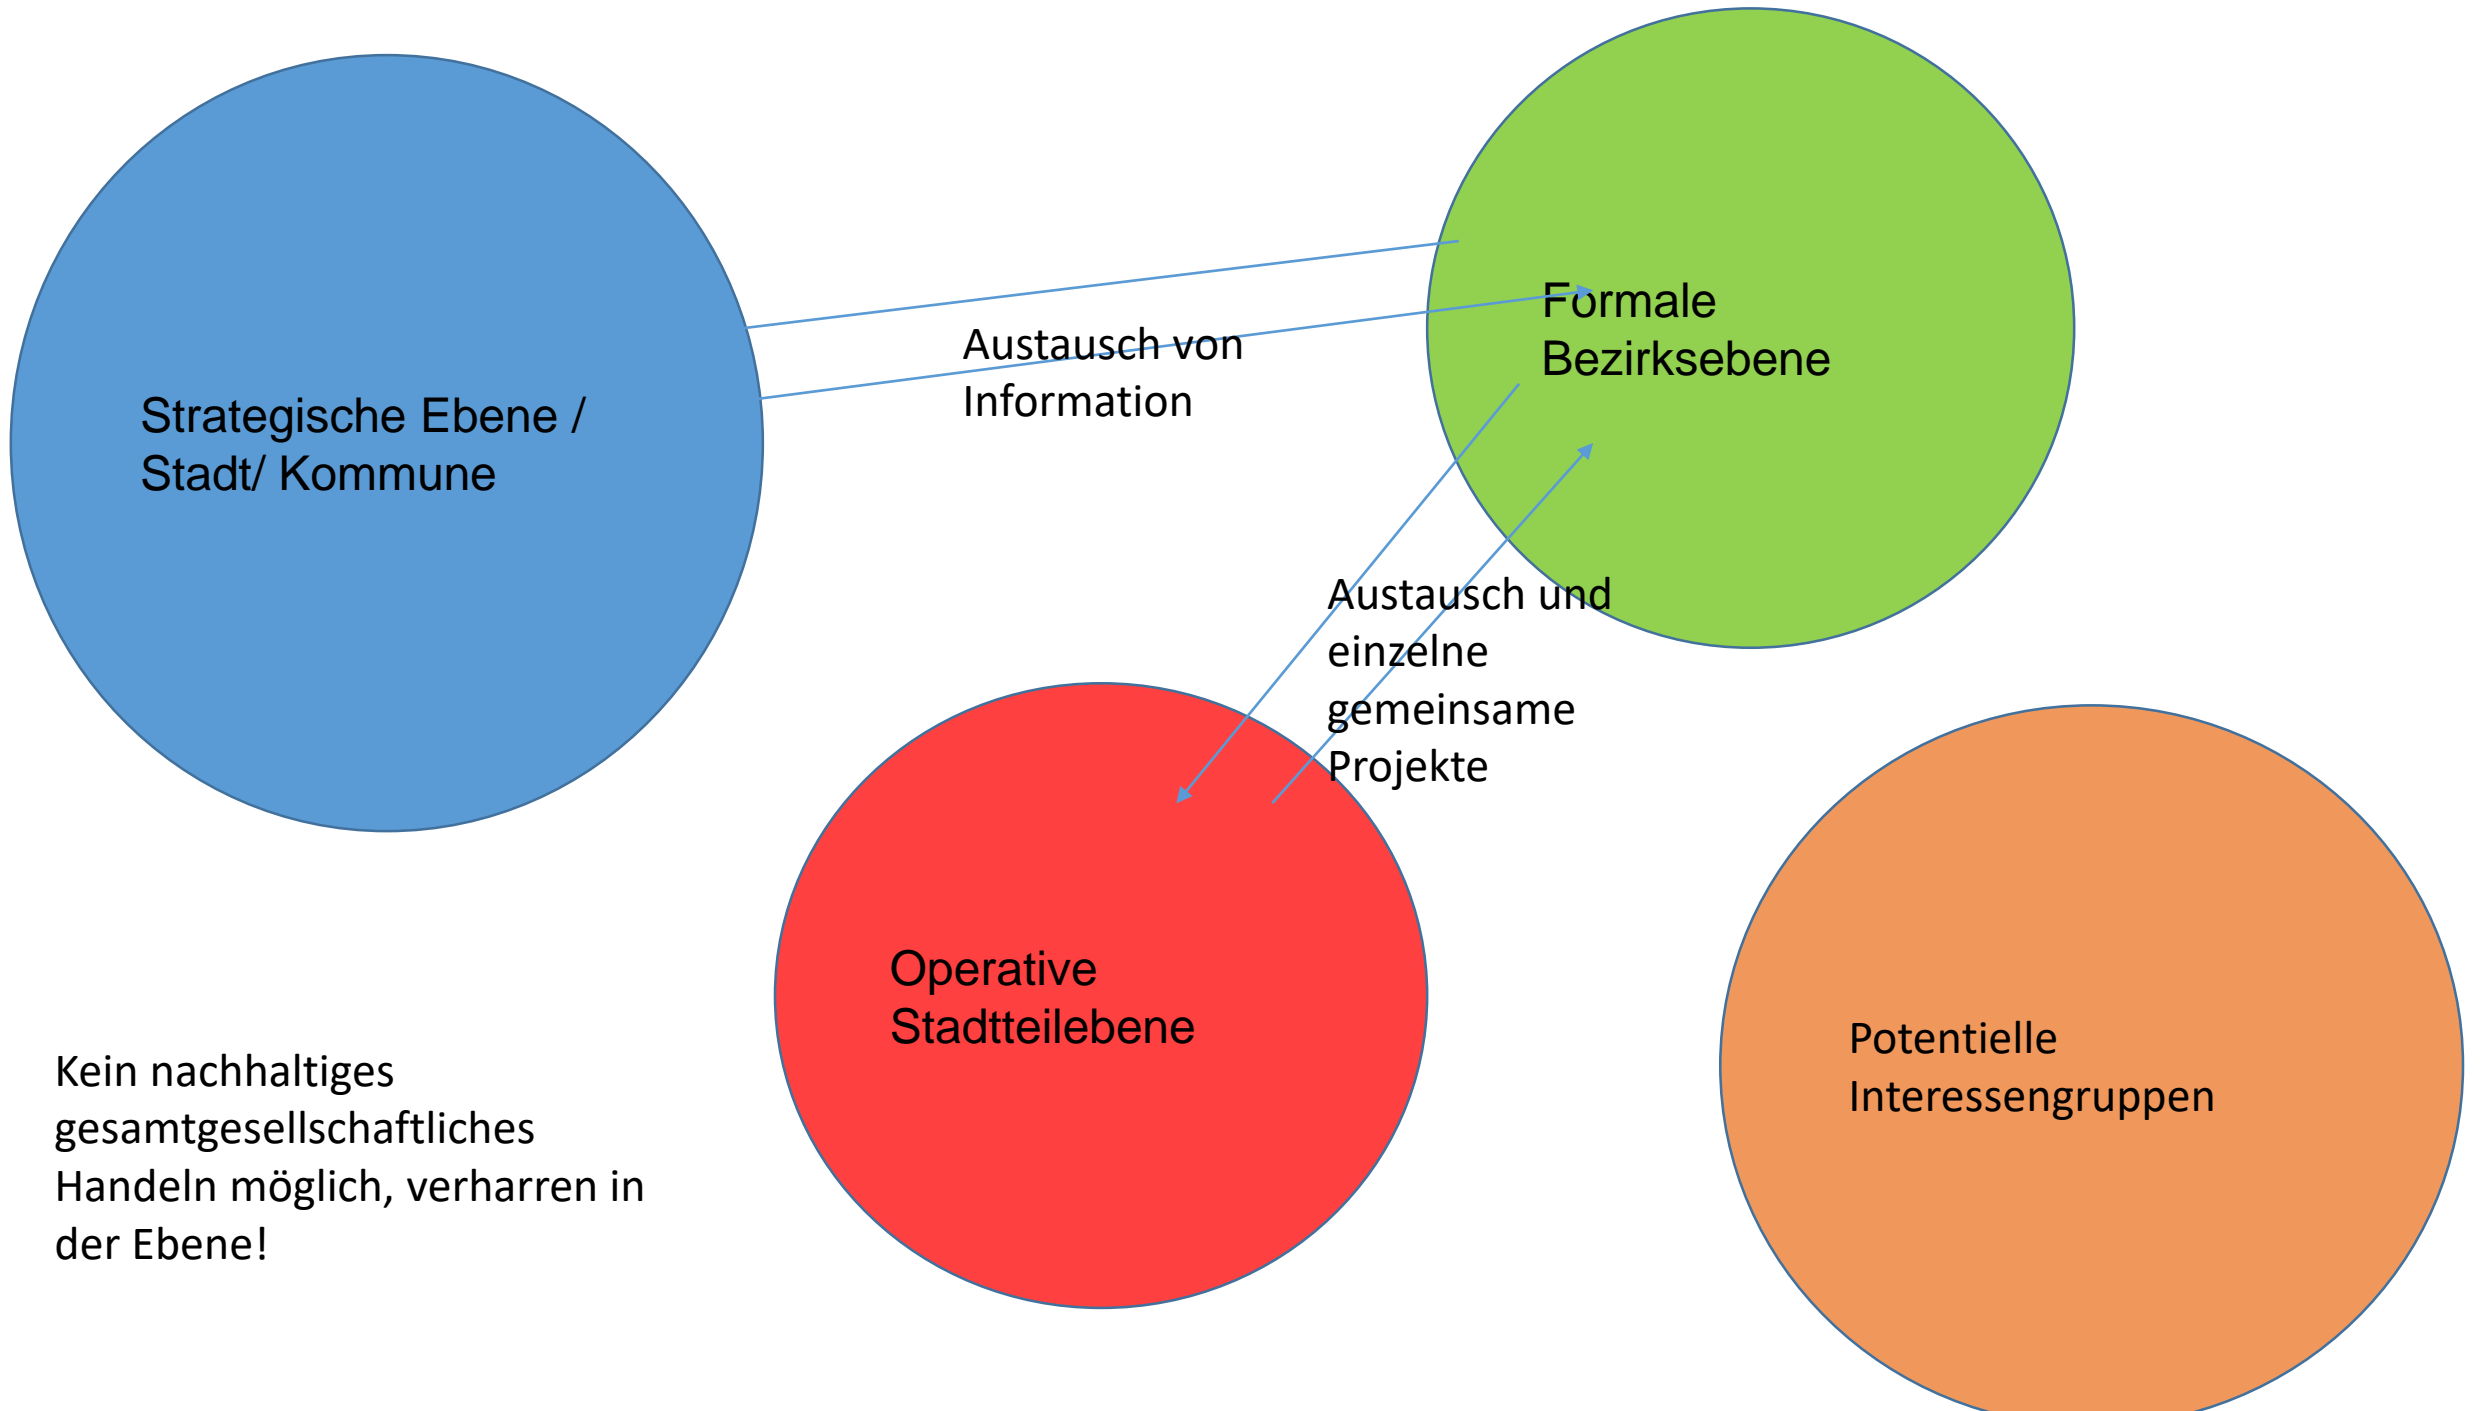 Strategische Ebene /
Stadt/ Kommune
Austausch von
Information
Formale
Bezirksebene
Austausch und
einzelne
gemeinsame
Projekte
Operative
Stadtteilebene
Potentielle
Interessengruppen
Kein nachhaltiges
gesamtgesellschaftliches
Handeln möglich, verharren in
der Ebene!